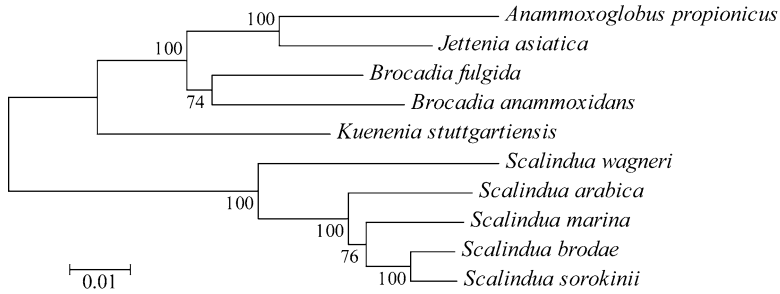 100 Anammoxoglobus propionicus
100 Jettenia asiatica
Brocadia fulgida
74 Brocadia anammoxidans
Kuenenia stuttgartiensis
Scalindua wagneri
100 Scalindua arabica
100 Scalindua marina
76 Scalindua brodae
0.01 100 Scalindua sorokinii